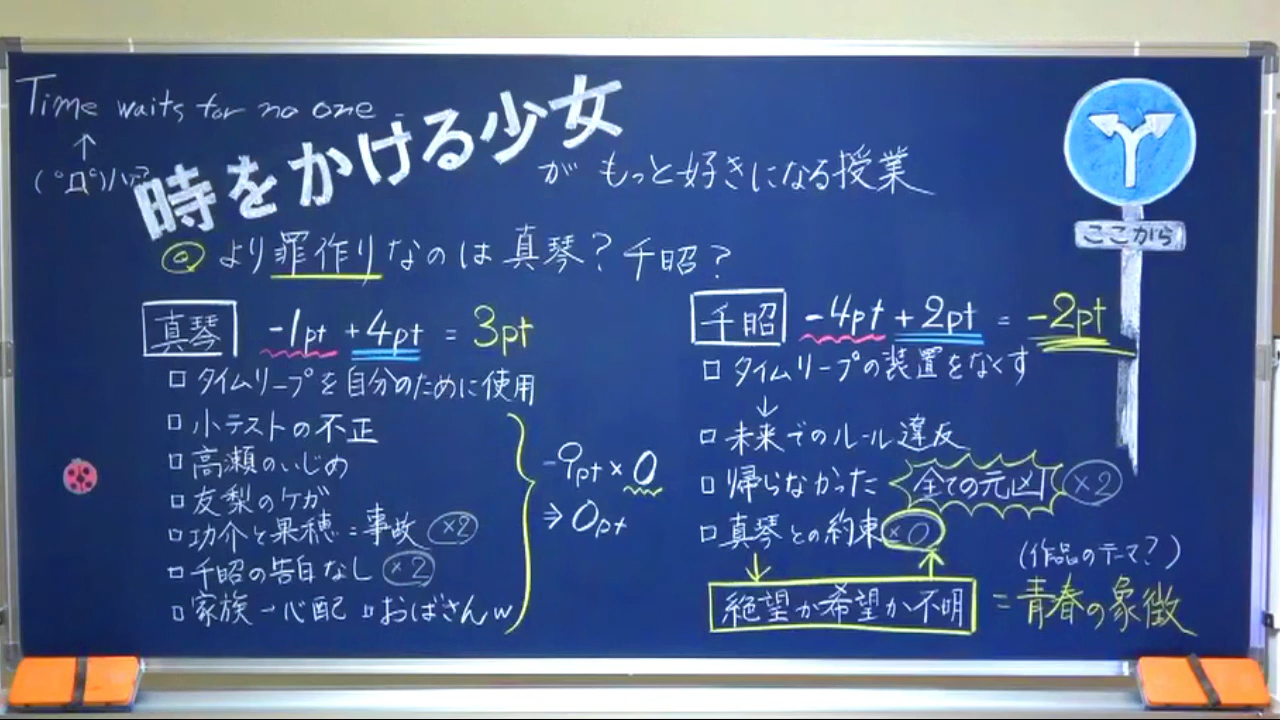 Time waits for no one
↑
(°Д°)ハァ?
時をかける少女
が もっと好きになる授業
◎ より罪作りなのは真琴?千昭?
真琴 -1pt +4pt = 3pt
□ タイムリープを自分のために使用
□ 小テストの不正
□ 高瀬のいじめ
□ 友梨のケガ
□ 功介と果穂=事故 ×2
□ 千昭の告白なし ×2
□ 家族→心配 □おばさんw
-9pt × 0
⇒ 0pt
千昭 -4pt +2pt = -2pt
□ タイムリープの装置をなくす
↓
□ 未来でのルール違反
□ 帰らなかった 全ての元凶 ×2
□ 真琴との約束 ×0
絶望か希望か不明
(作品のテーマ?)
=青春の象徴
ここから